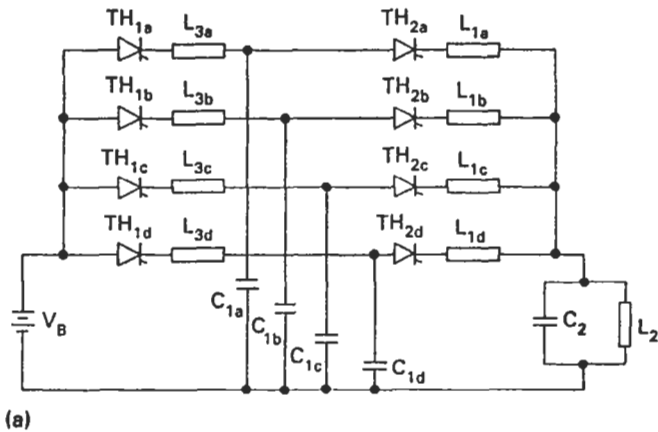 TH1a L3a TH2a L1a
TH1b L3b TH2b L1b
TH1c L3c TH2c L1c
TH1d L3d TH2d L1d
VB C1a C1b C1c C1d C2 L2
(a)